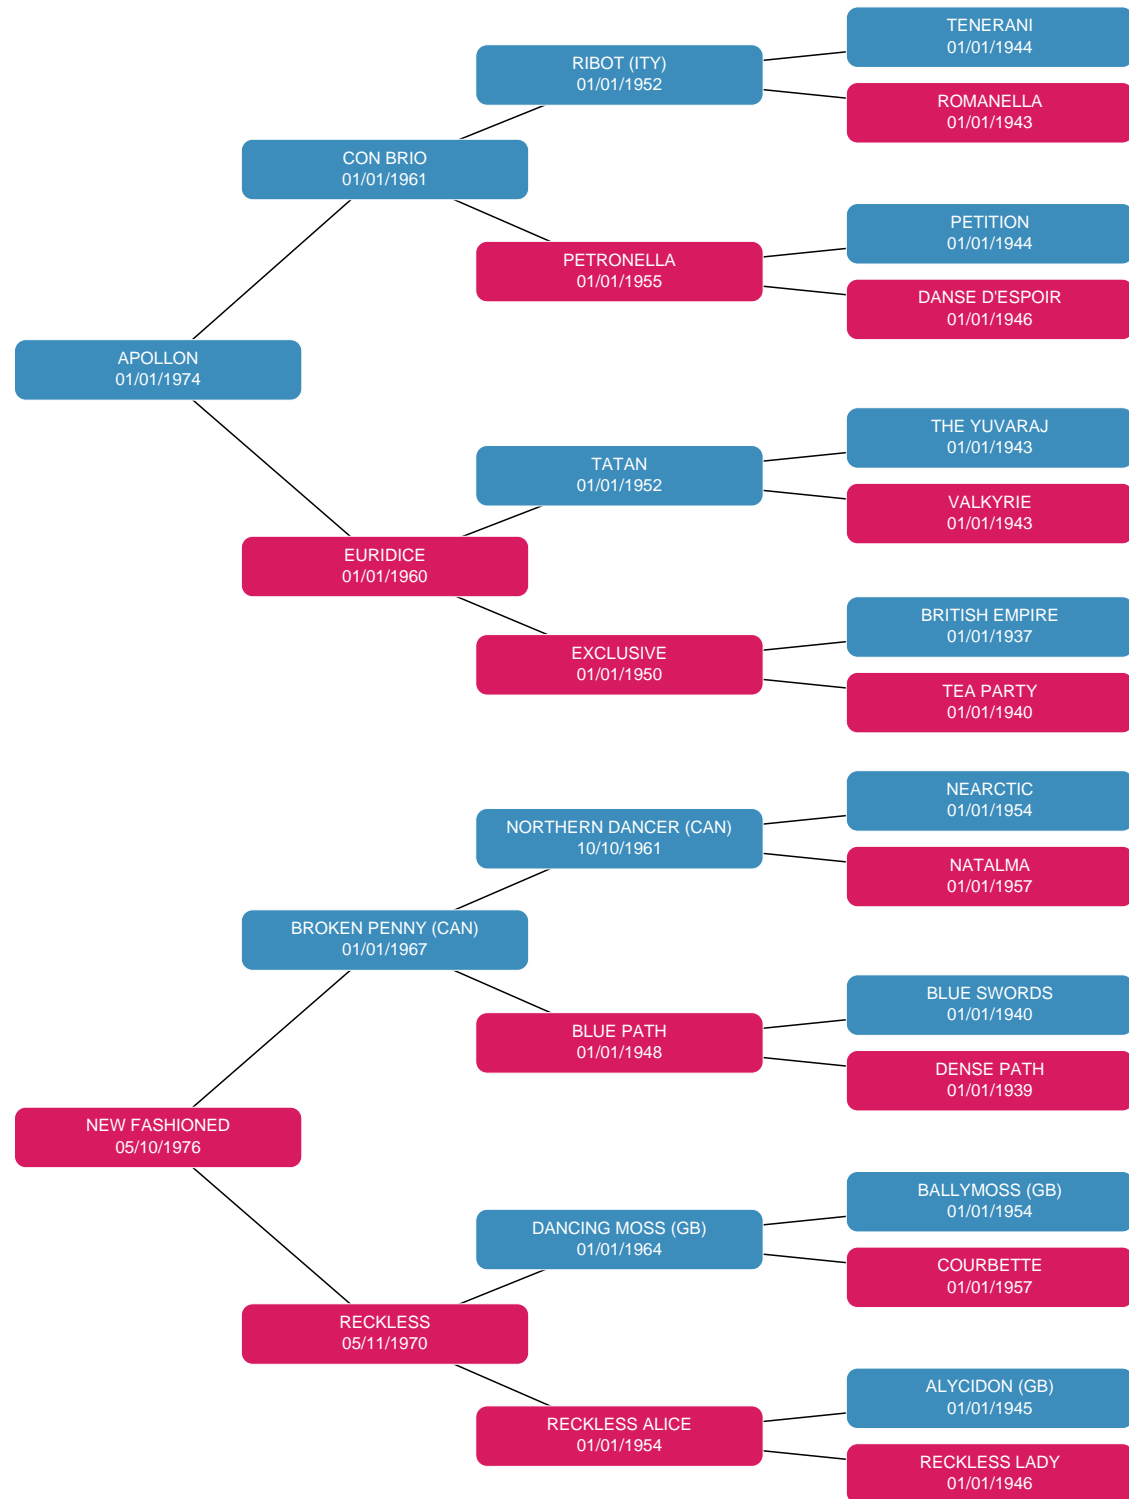 TENERANI
01/01/1944
RIBOT (ITY)
01/01/1952
ROMANELLA
01/01/1943
CON BRIO
01/01/1961
PETITION
01/01/1944
PETRONELLA
01/01/1955
DANSE D'ESPOIR
01/01/1946
APOLLON
01/01/1974
THE YUVARAJ
01/01/1943
TATAN
01/01/1952
VALKYRIE
01/01/1943
EURIDICE
01/01/1960
BRITISH EMPIRE
01/01/1937
EXCLUSIVE
01/01/1950
TEA PARTY
01/01/1940
NEARCTIC
01/01/1954
NORTHERN DANCER (CAN)
10/10/1961
NATALMA
01/01/1957
BROKEN PENNY (CAN)
01/01/1967
BLUE SWORDS
01/01/1940
BLUE PATH
01/01/1948
DENSE PATH
01/01/1939
NEW FASHIONED
05/10/1976
BALLYMOSS (GB)
01/01/1954
DANCING MOSS (GB)
01/01/1964
COURBETTE
01/01/1957
RECKLESS
05/11/1970
ALYCIDON (GB)
01/01/1945
RECKLESS ALICE
01/01/1954
RECKLESS LADY
01/01/1946